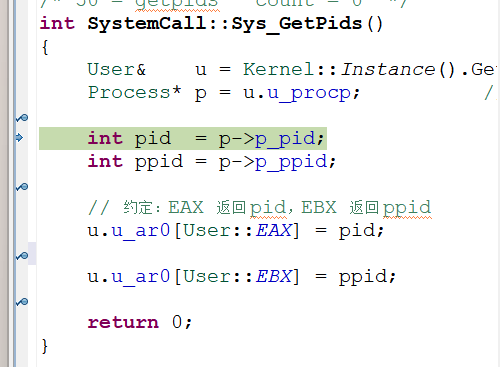 /* 50 = getpids   count = 0  */
int SystemCall::Sys_GetPids()
{
    User&    u = Kernel::Instance().Ge
    Process* p = u.u_procp;           /
    int pid  = p->p_pid;
    int ppid = p->p_ppid;
    // 约定：EAX 返回pid，EBX 返回ppid
    u.u_ar0[User::EAX] = pid;
    u.u_ar0[User::EBX] = ppid;
    return 0;
}